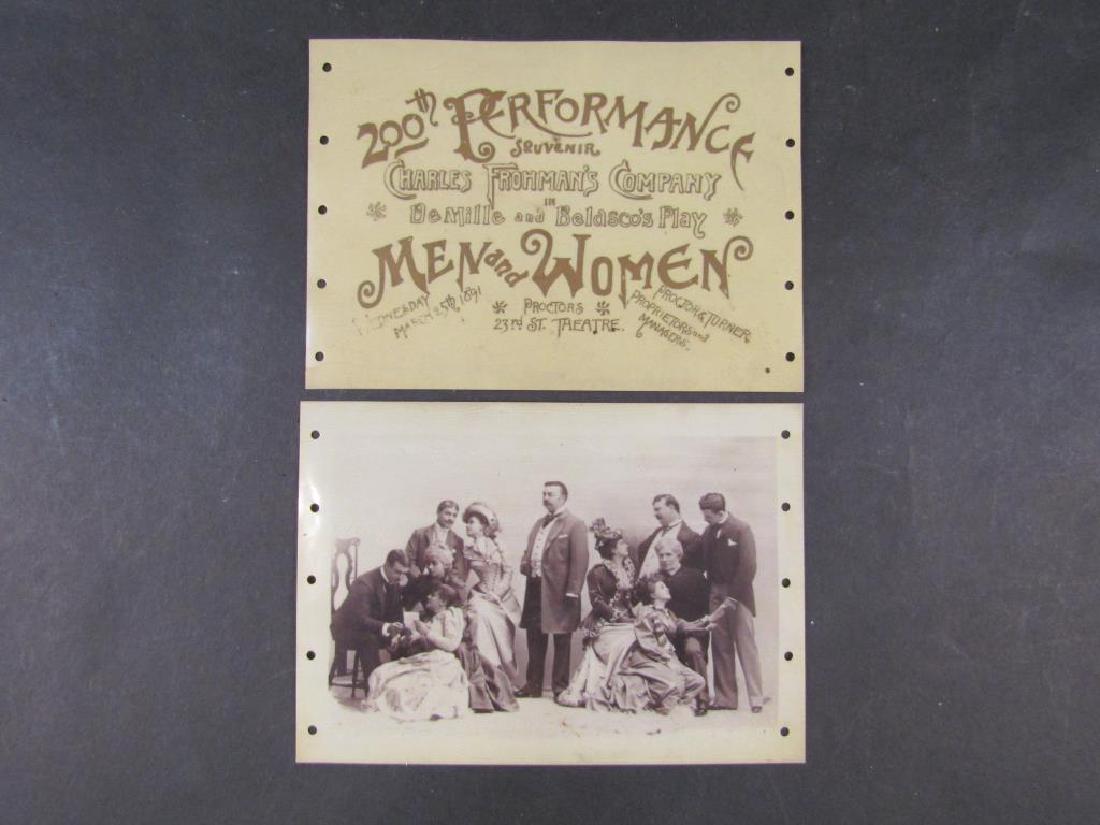 200th PERFORMANCE
SOUVENIR
CHARLES FROHMAN'S COMPANY
IN
DeMille and Belasco's Play
MEN and WOMEN
WEDNESDAY
MARCH 25th, 1891
PROCTORS
23rd ST. THEATRE.
PROCTOR & TURNER
PROPRIETORS and
MANAGERS.